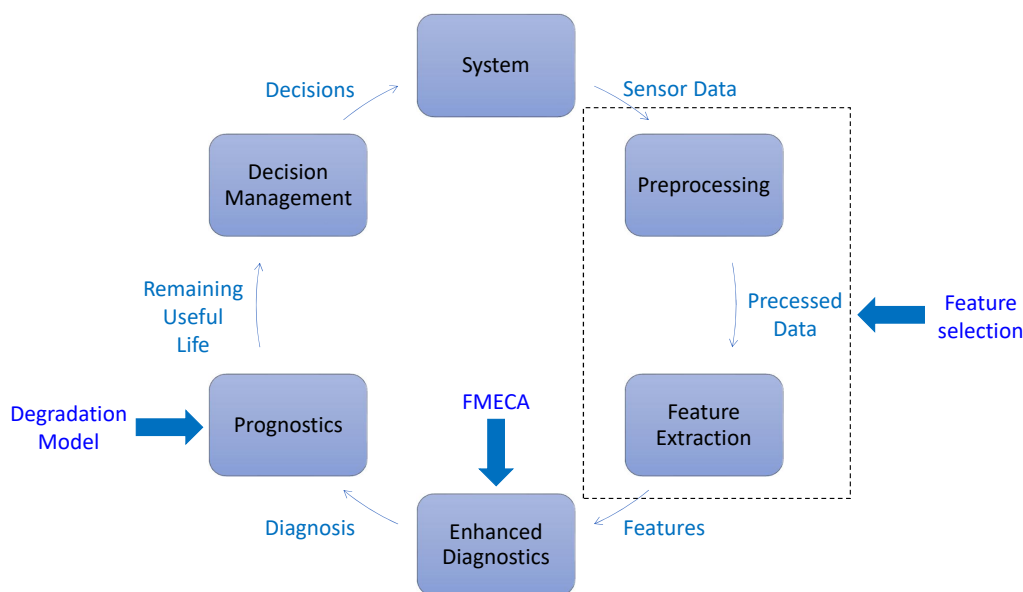 System
Decisions
Sensor Data
Decision
Management
Preprocessing
Remaining
Useful
Life
Precessed
Data
Feature
selection
Degradation
Model
Prognostics
FMECA
Feature
Extraction
Diagnosis
Enhanced
Diagnostics
Features